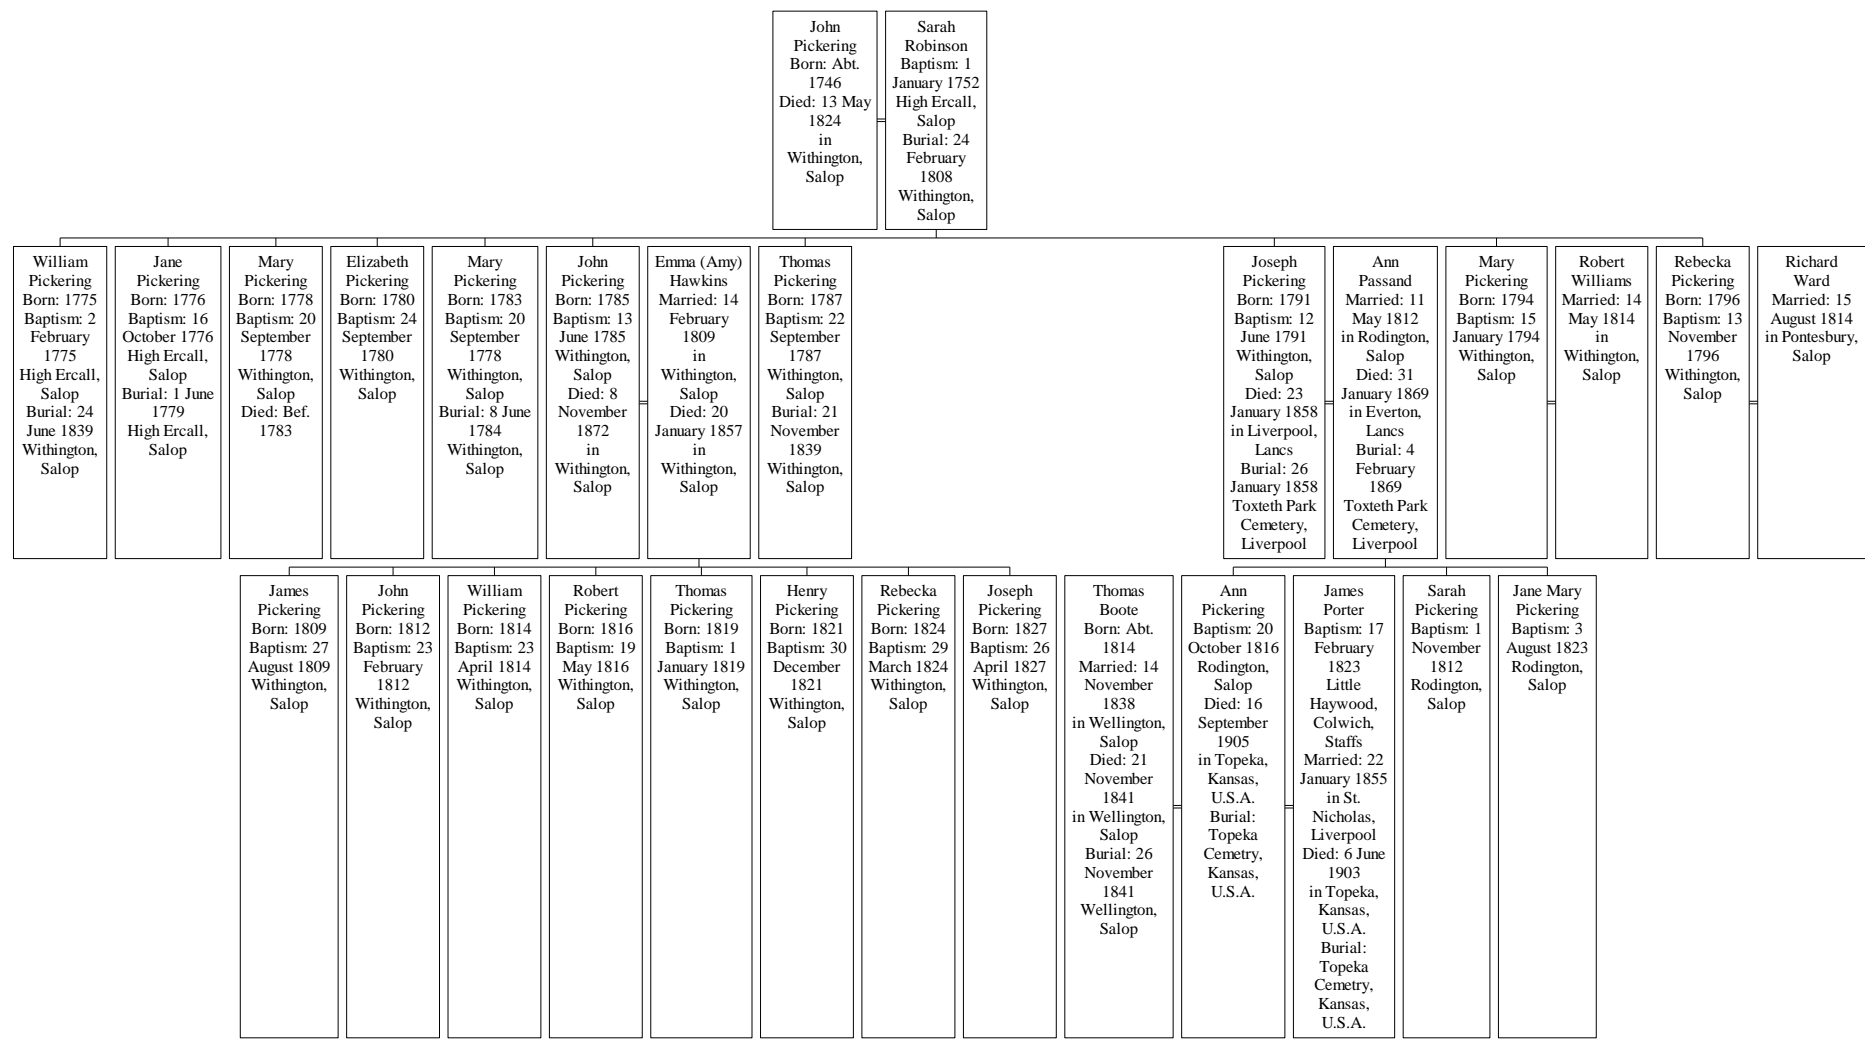 John
Pickering
Born: Abt.
1746
Died: 13 May
1824
in
Withington,
Salop
Sarah
Robinson
Baptism: 1
January 1752
High Ercall,
Salop
Burial: 24
February
1808
Withington,
Salop
William
Pickering
Born: 1775
Baptism: 2
February
1775
High Ercall,
Salop
Burial: 24
June 1839
Withington,
Salop
Jane
Pickering
Born: 1776
Baptism: 16
October 1776
High Ercall,
Salop
Burial: 1 June
1779
High Ercall,
Salop
Mary
Pickering
Born: 1778
Baptism: 20
September
1778
Withington,
Salop
Died: Bef.
1783
Elizabeth
Pickering
Born: 1780
Baptism: 24
September
1780
Withington,
Salop
Mary
Pickering
Born: 1783
Baptism: 20
September
1778
Withington,
Salop
Burial: 8 June
1784
Withington,
Salop
John
Pickering
Born: 1785
Baptism: 13
June 1785
Withington,
Salop
Died: 8
November
1872
in
Withington,
Salop
Emma (Amy)
Hawkins
Married: 14
February
1809
in
Withington,
Salop
Died: 20
January 1857
in
Withington,
Salop
Thomas
Pickering
Born: 1787
Baptism: 22
September
1787
Withington,
Salop
Burial: 21
November
1839
Withington,
Salop
Joseph
Pickering
Born: 1791
Baptism: 12
June 1791
Withington,
Salop
Died: 23
January 1858
in Liverpool,
Lancs
Burial: 26
January 1858
Toxteth Park
Cemetery,
Liverpool
Ann
Passand
Married: 11
May 1812
in Rodington,
Salop
Died: 31
January 1869
in Everton,
Lancs
Burial: 4
February
1869
Toxteth Park
Cemetery,
Liverpool
Mary
Pickering
Born: 1794
Baptism: 15
January 1794
Withington,
Salop
Robert
Williams
Married: 14
May 1814
in
Withington,
Salop
Rebecka
Pickering
Born: 1796
Baptism: 13
November
1796
Withington,
Salop
Richard
Ward
Married: 15
August 1814
in Pontesbury,
Salop
James
Pickering
Born: 1809
Baptism: 27
August 1809
Withington,
Salop
John
Pickering
Born: 1812
Baptism: 23
February
1812
Withington,
Salop
William
Pickering
Born: 1814
Baptism: 23
April 1814
Withington,
Salop
Robert
Pickering
Born: 1816
Baptism: 19
May 1816
Withington,
Salop
Thomas
Pickering
Born: 1819
Baptism: 1
January 1819
Withington,
Salop
Henry
Pickering
Born: 1821
Baptism: 30
December
1821
Withington,
Salop
Rebecka
Pickering
Born: 1824
Baptism: 29
March 1824
Withington,
Salop
Joseph
Pickering
Born: 1827
Baptism: 26
April 1827
Withington,
Salop
Thomas
Boote
Born: Abt.
1814
Married: 14
November
1838
in Wellington,
Salop
Died: 21
November
1841
in Wellington,
Salop
Burial: 26
November
1841
Wellington,
Salop
Ann
Pickering
Baptism: 20
October 1816
Rodington,
Salop
Died: 16
September
1905
in Topeka,
Kansas,
U.S.A.
Burial:
Topeka
Cemetry,
Kansas,
U.S.A.
James
Porter
Baptism: 17
February
1823
Little
Haywood,
Colwich,
Staffs
Married: 22
January 1855
in St.
Nicholas,
Liverpool
Died: 6 June
1903
in Topeka,
Kansas,
U.S.A.
Burial:
Topeka
Cemetry,
Kansas,
U.S.A.
Sarah
Pickering
Baptism: 1
November
1812
Rodington,
Salop
Jane Mary
Pickering
Baptism: 3
August 1823
Rodington,
Salop